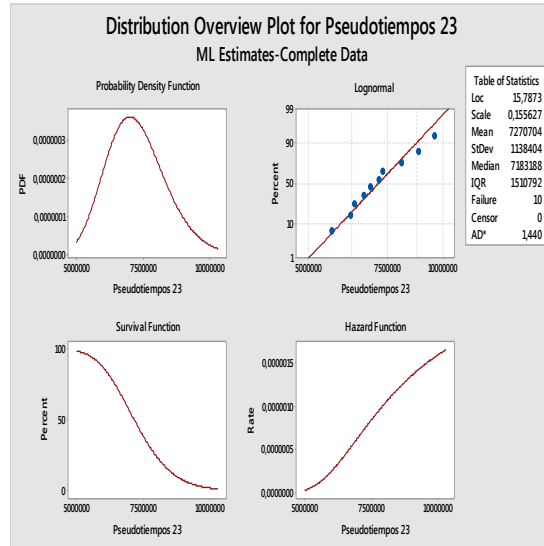 Distribution Overview Plot for Pseudotiempos 23
ML Estimates-Complete Data
Probability Density Function
PDF
0,0000003
0,0000002
0,0000001
0,0000000
5000000 7500000 10000000
Pseudotiempos 23
Lognormal
Percent
99
90
50
10
1
5000000 7500000 10000000
Pseudotiempos 23
Table of Statistics
Loc 15,7873
Scale 0,155627
Mean 7270704
StDev 1138404
Median 7183188
IQR 1510792
Failure 10
Censor 0
AD* 1,440
Survival Function
Percent
100
50
0
5000000 7500000 10000000
Pseudotiempos 23
Hazard Function
Rate
0,0000015
0,0000010
0,0000005
0,0000000
5000000 7500000 10000000
Pseudotiempos 23